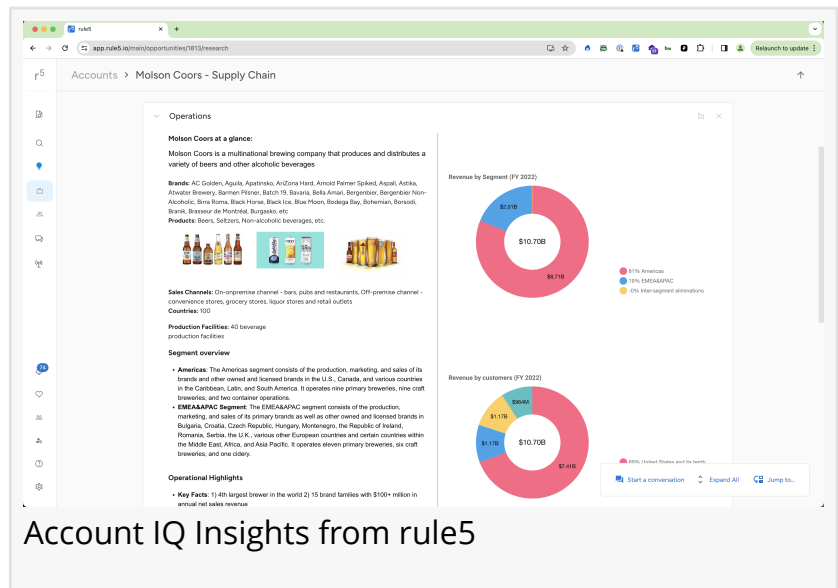 rule5
app.rule5.io/main/opportunities/1813/research
Relaunch to update
r5
Accounts > Molson Coors - Supply Chain
Operations
Molson Coors at a glance:
Molson Coors is a multinational brewing company that produces and distributes a
variety of beers and other alcoholic beverages
Brands: AC Golden, Aguila, Apatinsko, AriZona Hard, Arnold Palmer Spiked, Aspall, Astika,
Atwater Brewery, Barmen Pilsner, Batch 19, Bavaria, Bella Amari, Bergenbier, Bergenbier Non-
Alcoholic, Birra Roma, Black Horse, Black Ice, Blue Moon, Bodega Bay, Bohemian, Borsodi,
Branik, Brasseur de Montréal, Burgasko, etc
Products: Beers, Seltzers, Non-alcoholic beverages, etc.
Sales Channels: On-onpremise channel - bars, pubs and restaurants, Off-premise channel -
convenience stores, grocery stores, liquor stores and retail outlets
Countries: 100
Production Facilities: 40 beverage
production facilities
Segment overview
• Americas: The Americas segment consists of the production, marketing, and sales of its
brands and other owned and licensed brands in the U.S., Canada, and various countries
in the Caribbean, Latin, and South America. It operates nine primary breweries, nine craft
breweries, and two container operations.
• EMEA&APAC Segment: The EMEA&APAC segment consists of the production,
marketing, and sales of its primary brands as well as other owned and licensed brands in
Bulgaria, Croatia, Czech Republic, Hungary, Montenegro, the Republic of Ireland,
Romania, Serbia, the U.K., various other European countries and certain countries within
the Middle East, Africa, and Asia Pacific. It operates eleven primary breweries, six craft
breweries, and one cidery.
Operational Highlights
• Key Facts: 1) 4th largest brewer in the world 2) 15 brand families with $100+ million in
annual net sales revenue
Revenue by Segment (FY 2022)
$2.61B
$10.70B
$8.71B
81% Americas
19% EMEA&APAC
-0% Inter-segment eliminations
Revenue by customers (FY 2022)
$964M
$1.17B
$1.17B
$10.70B
$7.41B
69% United States and its
74
Start a conversation
Expand All
Jump to...
Account IQ Insights from rule5